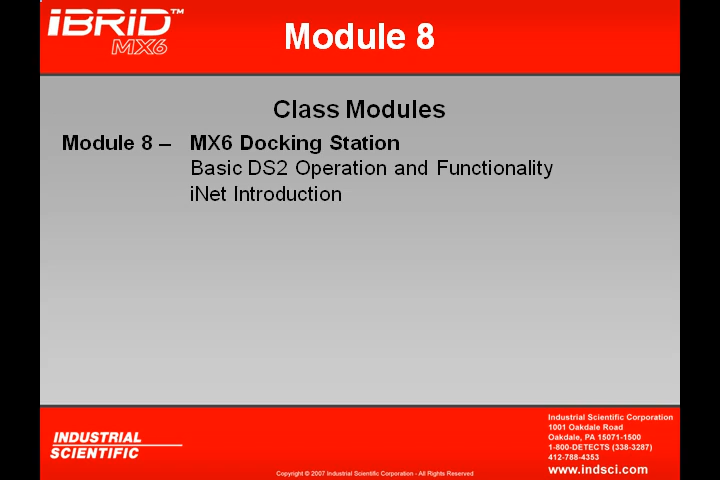 iBRiD™
MX6
Module 8
Class Modules
Module 8 – MX6 Docking Station
Basic DS2 Operation and Functionality
iNet Introduction
INDUSTRIAL
SCIENTIFIC
Copyright © 2007 Industrial Scientific Corporation - All Rights Reserved
Industrial Scientific Corporation
1001 Oakdale Road
Oakdale, PA 15071-1500
1-800-DETECTS (338-3287)
412-788-4353
www.indsci.com